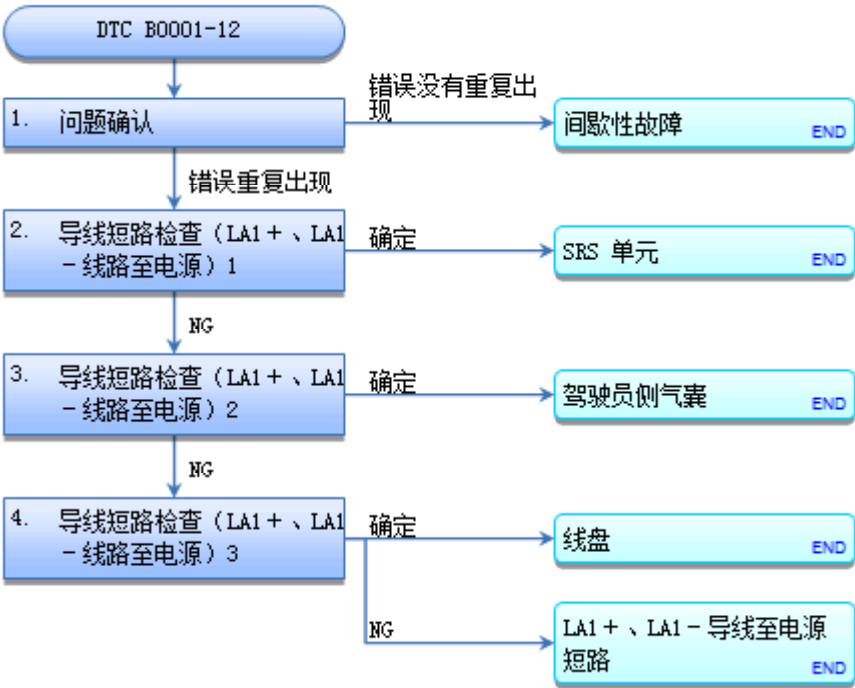 DTC B0001-12
错误没有重复出
现
1. 问题确认
间歇性故障
END
错误重复出现
2. 导线短路检查（LA1＋、LA1
－线路至电源）1
确定
SRS 单元
END
NG
3. 导线短路检查（LA1＋、LA1
－线路至电源）2
确定
驾驶员侧气囊
END
NG
4. 导线短路检查（LA1＋、LA1
－线路至电源）3
确定
线盘
END
NG
LA1＋、LA1－导线至电源
短路
END